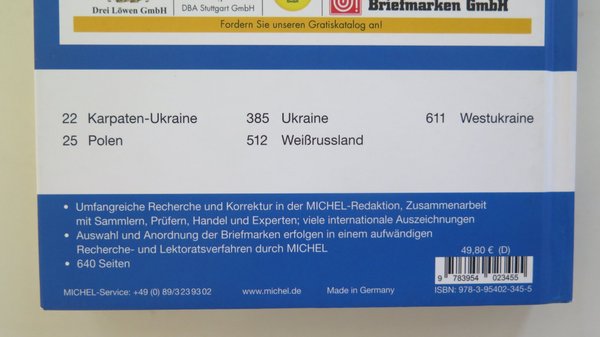 Drei Löwen GmbH
DBA Stuttgart GmbH
Briefmarken GmbH
Fordern Sie unseren Gratiskatalog an!
22 Karpaten-Ukraine 385 Ukraine 611 Westukraine
25 Polen 512 Weißrussland
• Umfangreiche Recherche und Korrektur in der MICHEL-Redaktion, Zusammenarbeit
mit Sammlern, Prüfern, Handel und Experten; viele internationale Auszeichnungen
• Auswahl und Anordnung der Briefmarken erfolgen in einem aufwändigen
Recherche- und Lektoratsverfahren durch MICHEL
• 640 Seiten
49,80 € (D)
9 783954 023455
MICHEL-Service: +49 (0) 89/3 23 93 02 www.michel.de Made in Germany ISBN: 978-3-95402-345-5